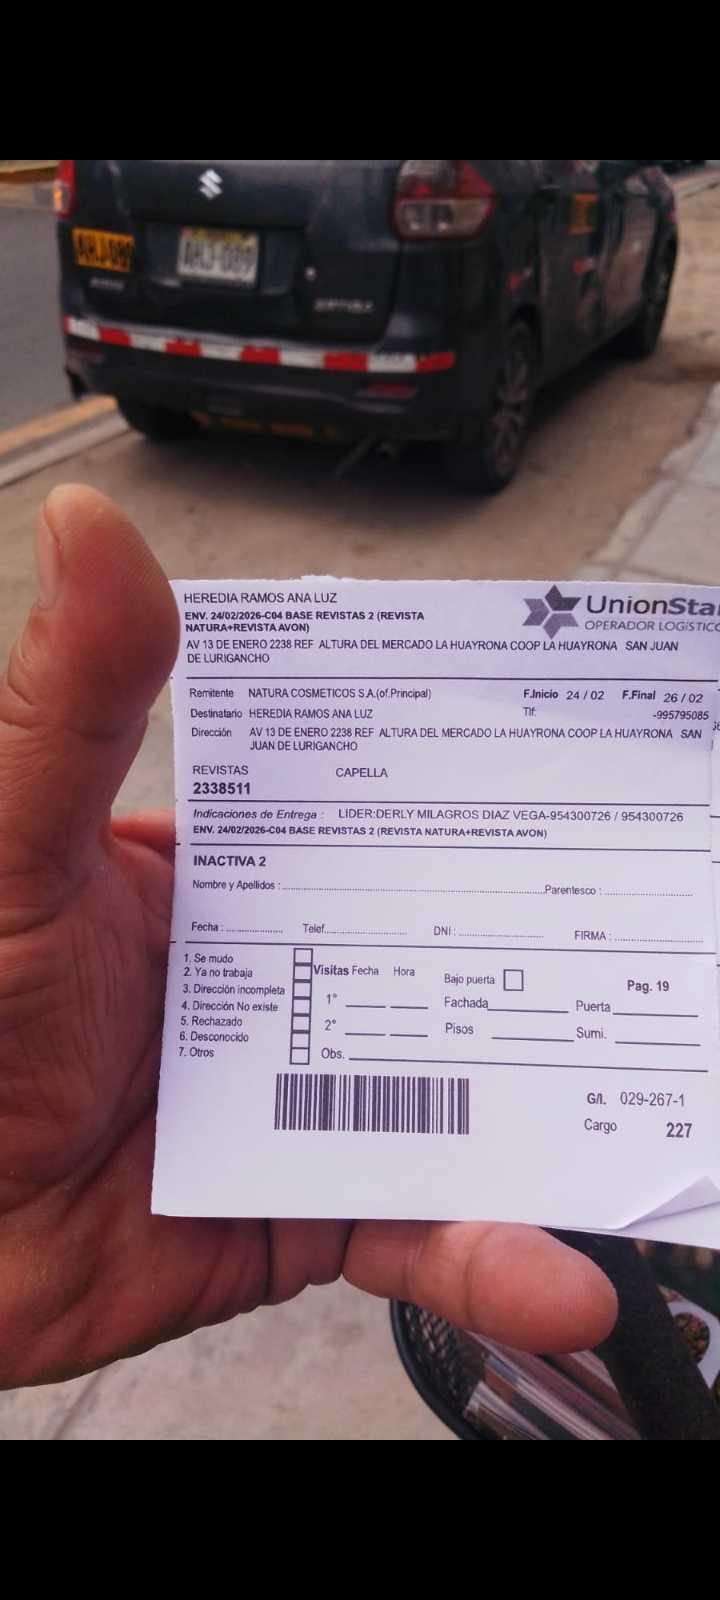 AHJ-089
AHJ-089
HEREDIA RAMOS ANA LUZ
ENV. 24/02/2026-C04 BASE REVISTAS 2 (REVISTA
NATURA+REVISTA AVON)
UnionStar
OPERADOR LOGÍSTICO
AV 13 DE ENERO 2238 REF ALTURA DEL MERCADO LA HUAYRONA COOP LA HUAYRONA SAN JUAN
DE LURIGANCHO
Remitente NATURA COSMETICOS S.A.(of.Principal) F.Inicio 24 / 02 F.Final 26 / 02
Destinatario HEREDIA RAMOS ANA LUZ Tlf: -995795085
Dirección AV 13 DE ENERO 2238 REF ALTURA DEL MERCADO LA HUAYRONA COOP LA HUAYRONA SAN
JUAN DE LURIGANCHO
REVISTAS CAPELLA
2338511
Indicaciones de Entrega : LIDER:DERLY MILAGROS DIAZ VEGA-954300726 / 954300726
ENV. 24/02/2026-C04 BASE REVISTAS 2 (REVISTA NATURA+REVISTA AVON)
INACTIVA 2
Nombre y Apellidos : Parentesco :
Fecha : Telef. DNI : FIRMA :
1. Se mudo
2. Ya no trabaja
3. Dirección incompleta
4. Dirección No existe
5. Rechazado
6. Desconocido
7. Otros
Visitas Fecha Hora
1°
2°
Obs.
Bajo puerta
Fachada
Pisos
Pag. 19
Puerta
Sumi.
G/I. 029-267-1
Cargo 227